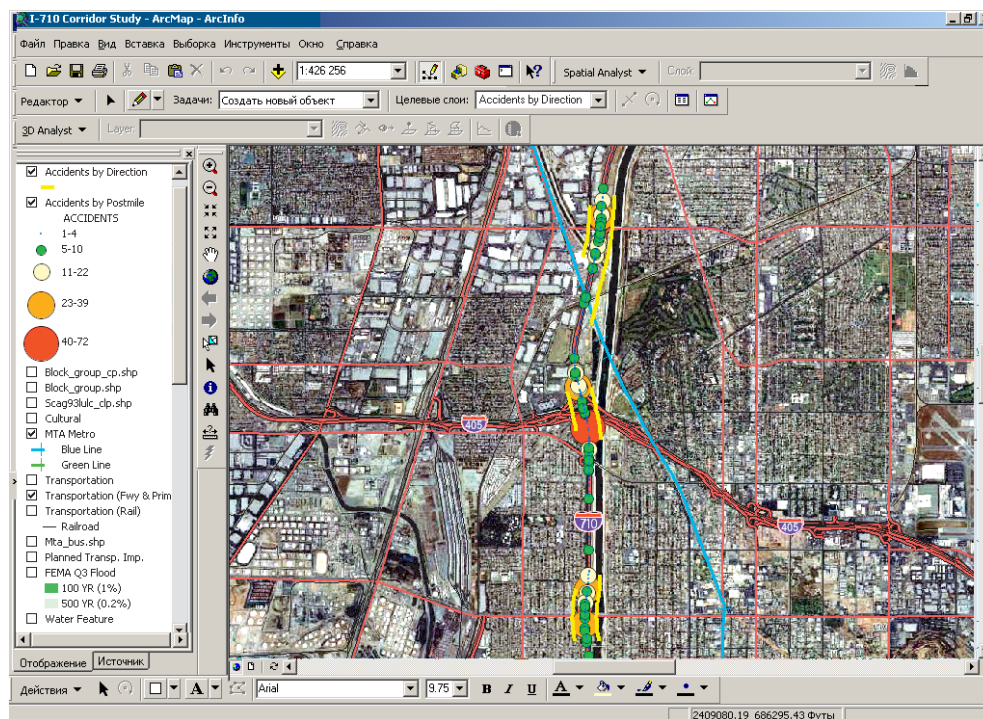 I-710 Corridor Study - ArcMap - ArcInfo
Файл Правка Вид Вставка Выборка Инструменты Окно Справка
1:426 256 Spatial Analyst Слой:
Редактор Задачи: Создать новый объект Целевые слои: Accidents by Direction
3D Analyst Layer:
Accidents by Direction
Accidents by Postmile
ACCIDENTS
1-4
5-10
11-22
23-39
40-72
Block_group_cp.shp
Block_group.shp
Scag93lulc_clp.shp
Cultural
MTA Metro
Blue Line
Green Line
Transportation
Transportation (Fwy & Prim
Transportation (Rail)
Railroad
Mta_bus.shp
Planned Transp. Imp.
FEMA Q3 Flood
100 YR (1%)
500 YR (0.2%)
Water Feature
405
710
405
Отображение Источник
Действия A Arial 9.75 B I U A
2409080.19 686295.43 Футы